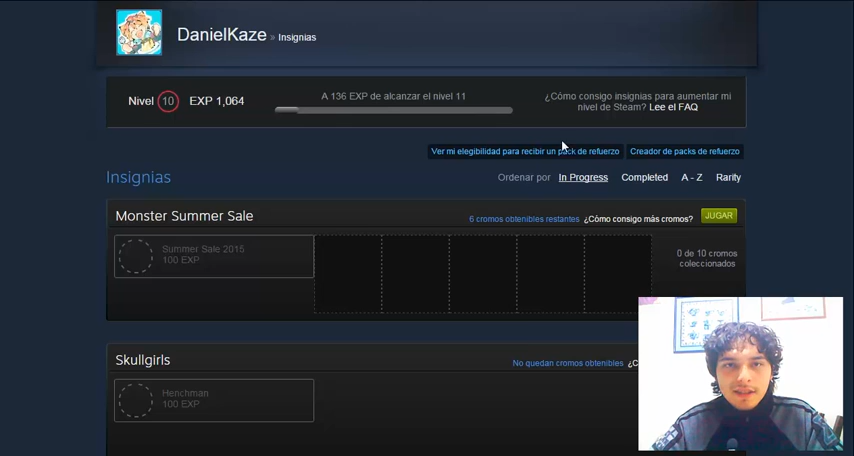 DanielKaze » Insignias
Nivel 10 EXP 1,064
A 136 EXP de alcanzar el nivel 11
¿Cómo consigo insignias para aumentar mi
nivel de Steam? Lee el FAQ
Ver mi elegibilidad para recibir un pack de refuerzo
Creador de packs de refuerzo
Insignias
Ordenar por In Progress Completed A - Z Rarity
Monster Summer Sale
6 cromos obtenibles restantes ¿Cómo consigo más cromos?
JUGAR
Summer Sale 2015
100 EXP
0 de 10 cromos
coleccionados
Skullgirls
No quedan cromos obtenibles ¿C
Henchman
100 EXP